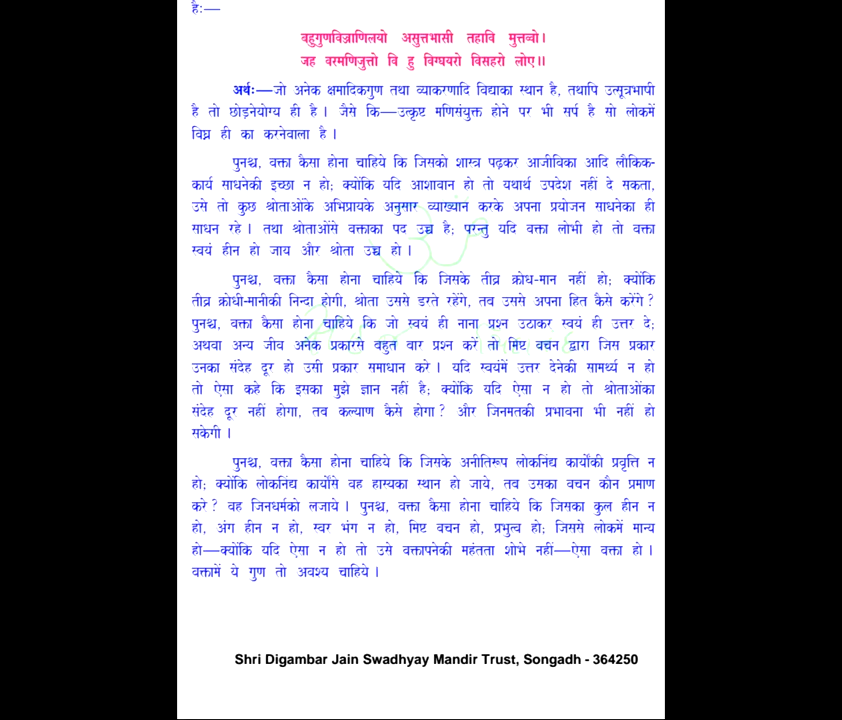 है:—
बहुगुणविज्जाणिलयो असुत्तभासी तहावि मुत्तव्वो।
जह वरमणिजुत्तो वि हु विग्घयरो विसहरो लोए।।
अर्थ:—जो अनेक क्षमादिकगुण तथा व्याकरणादि विद्याका स्थान है, तथापि उत्सूत्रभाषी
है तो छोड़नेयोग्य ही है। जैसे कि—उत्कृष्ट मणिसंयुक्त होने पर भी सर्प है सो लोकमें
विघ्न ही का करनेवाला है।
पुनश्च, वक्ता कैसा होना चाहिये कि जिसको शास्त्र पढ़कर आजीविका आदि लौकिक-
कार्य साधनेकी इच्छा न हो; क्योंकि यदि आशावान हो तो यथार्थ उपदेश नहीं दे सकता,
उसे तो कुछ श्रोताओंके अभिप्रायके अनुसार व्याख्यान करके अपना प्रयोजन साधनेका ही
साधन रहे। तथा श्रोताओंसे वक्ताका पद उच्च है; परन्तु यदि वक्ता लोभी हो तो वक्ता
स्वयं हीन हो जाय और श्रोता उच्च हो।
पुनश्च, वक्ता कैसा होना चाहिये कि जिसके तीव्र क्रोध-मान नहीं हो; क्योंकि
तीव्र क्रोधी-मानीकी निन्दा होगी, श्रोता उससे डरते रहेंगे, तब उससे अपना हित कैसे करेंगे?
पुनश्च, वक्ता कैसा होना चाहिये कि जो स्वयं ही नाना प्रश्न उठाकर स्वयं ही उत्तर दे;
अथवा अन्य जीव अनेक प्रकारसे बहुत बार प्रश्न करें तो मिष्ट वचन द्वारा जिस प्रकार
उनका संदेह दूर हो उसी प्रकार समाधान करे। यदि स्वयंमें उत्तर देनेकी सामर्थ्य न हो
तो ऐसा कहे कि इसका मुझे ज्ञान नहीं है; क्योंकि यदि ऐसा न हो तो श्रोताओंका
संदेह दूर नहीं होगा, तब कल्याण कैसे होगा? और जिनमतकी प्रभावना भी नहीं हो
सकेगी।
पुनश्च, वक्ता कैसा होना चाहिये कि जिसके अनीतिरूप लोकनिंद्य कार्योंकी प्रवृत्ति न
हो; क्योंकि लोकनिंद्य कार्योंसे वह हास्यका स्थान हो जाये, तब उसका वचन कौन प्रमाण
करे? वह जिनधर्मको लजाये। पुनश्च, वक्ता कैसा होना चाहिये कि जिसका कुल हीन न
हो, अंग हीन न हो, स्वर भंग न हो, मिष्ट वचन हो, प्रभुत्व हो; जिससे लोकमें मान्य
हो—क्योंकि यदि ऐसा न हो तो उसे वक्तापनेकी महंतता शोभे नहीं—ऐसा वक्ता हो।
वक्तामें ये गुण तो अवश्य चाहिये।
Shri Digambar Jain Swadhyay Mandir Trust, Songadh - 364250